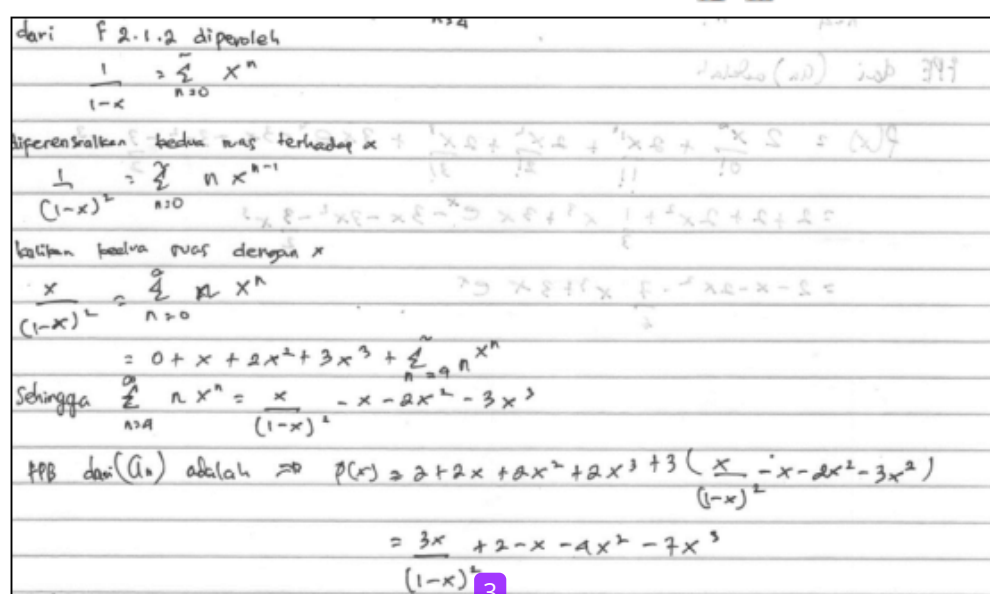 n≥4
dari F 2.1.2 diperoleh
1/(1-x) = Σ_{n=0}^{∞} x^n
diferensialkan kedua ruas terhadap x
1/(1-x)^2 = Σ_{n=0}^{∞} n x^{n-1}
kalikan kedua ruas dengan x
x/(1-x)^2 = Σ_{n=0}^{∞} n x^n
= 0 + x + 2x^2 + 3x^3 + Σ_{n=4}^{∞} n x^n
Sehingga Σ_{n=4}^{∞} n x^n = x/(1-x)^2 - x - 2x^2 - 3x^3
FPB dari (a_n) adalah ⇒ P(x) = 2 + 2x + 2x^2 + 2x^3 + 3 ( x/(1-x)^2 - x - 2x^2 - 3x^2 )
= 3x/(1-x)^2 + 2 - x - 4x^2 - 7x^3
3